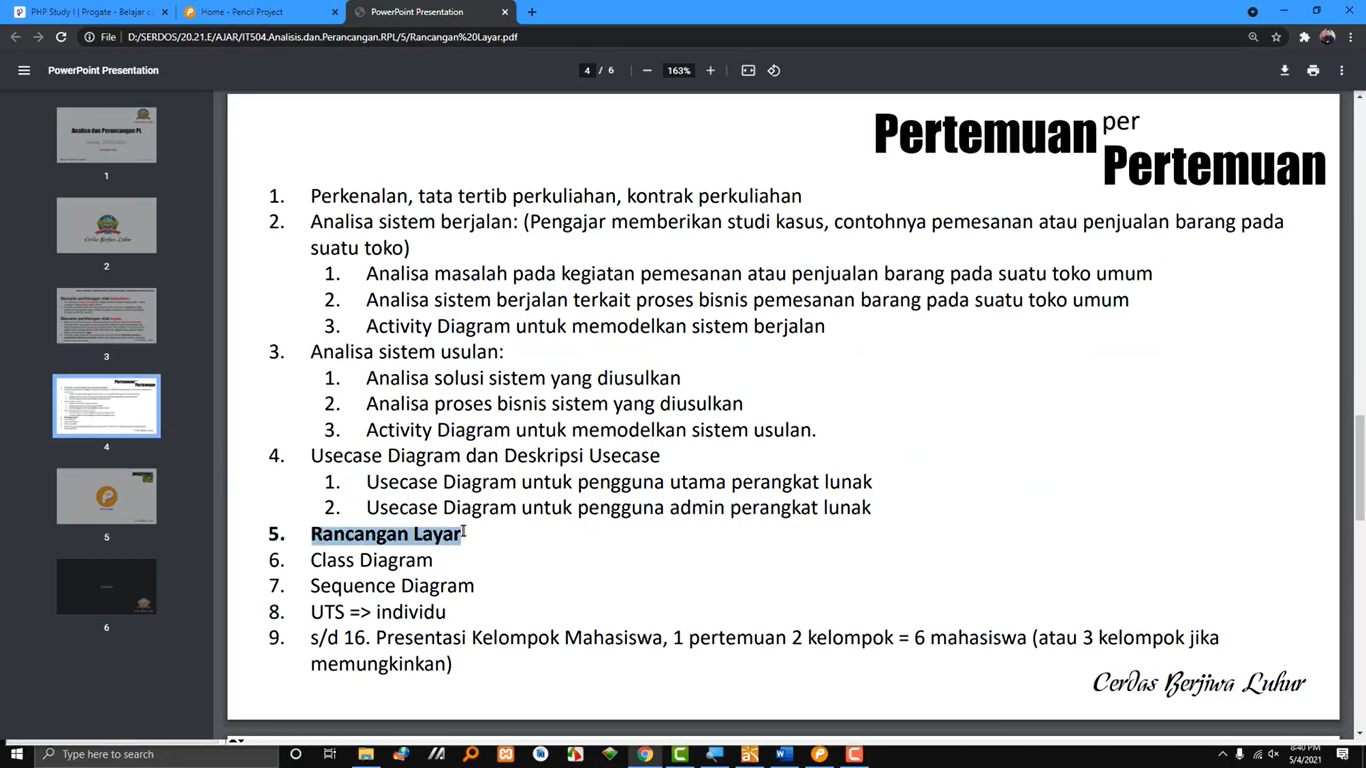 PHP Study I | Progate - Belajar c
Home - Pencil Project
PowerPoint Presentation
File
D:/SERDOS/20.21.E/AJAR/IT504.Analisis.dan.Perancangan.RPL/5/Rancangan%20Layar.pdf
PowerPoint Presentation
4 / 6
163%
Analisa dan Perancangan PL
1
Cerdas Berjiwa Luhur
2
3
4
5
6
Pertemuan per
Pertemuan
1. Perkenalan, tata tertib perkuliahan, kontrak perkuliahan
2. Analisa sistem berjalan: (Pengajar memberikan studi kasus, contohnya pemesanan atau penjualan barang pada
suatu toko)
1. Analisa masalah pada kegiatan pemesanan atau penjualan barang pada suatu toko umum
2. Analisa sistem berjalan terkait proses bisnis pemesanan barang pada suatu toko umum
3. Activity Diagram untuk memodelkan sistem berjalan
3. Analisa sistem usulan:
1. Analisa solusi sistem yang diusulkan
2. Analisa proses bisnis sistem yang diusulkan
3. Activity Diagram untuk memodelkan sistem usulan.
4. Usecase Diagram dan Deskripsi Usecase
1. Usecase Diagram untuk pengguna utama perangkat lunak
2. Usecase Diagram untuk pengguna admin perangkat lunak
5. Rancangan Layar
6. Class Diagram
7. Sequence Diagram
8. UTS => individu
9. s/d 16. Presentasi Kelompok Mahasiswa, 1 pertemuan 2 kelompok = 6 mahasiswa (atau 3 kelompok jika
memungkinkan)
Cerdas Berjiwa Luhur
Type here to search
8:40 PM
5/4/2021